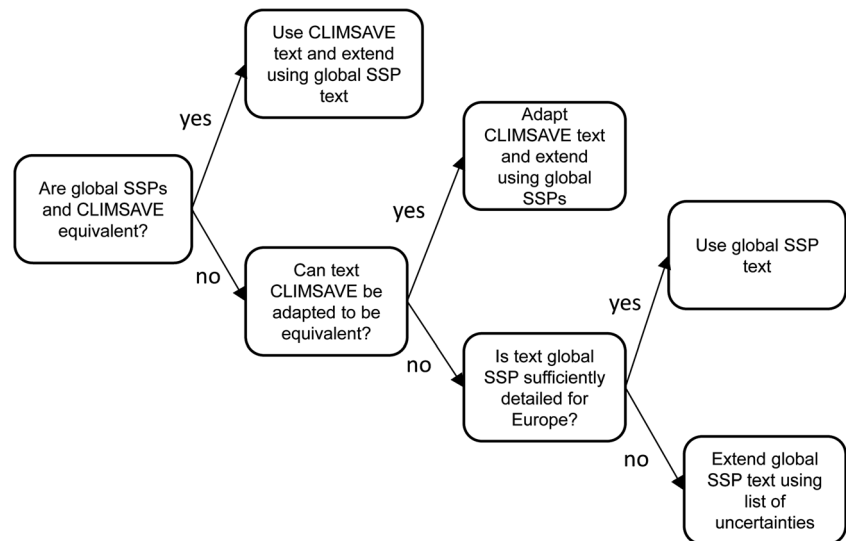 Use CLIMSAVE
text and extend
using global SSP
text
yes
Are global SSPs
and CLIMSAVE
equivalent?
no
Adapt
CLIMSAVE text
and extend
using global
SSPs
yes
Can text
CLIMSAVE be
adapted to be
equivalent?
no
Use global SSP
text
yes
Is text global
SSP sufficiently
detailed for
Europe?
no
Extend global
SSP text using
list of
uncertainties